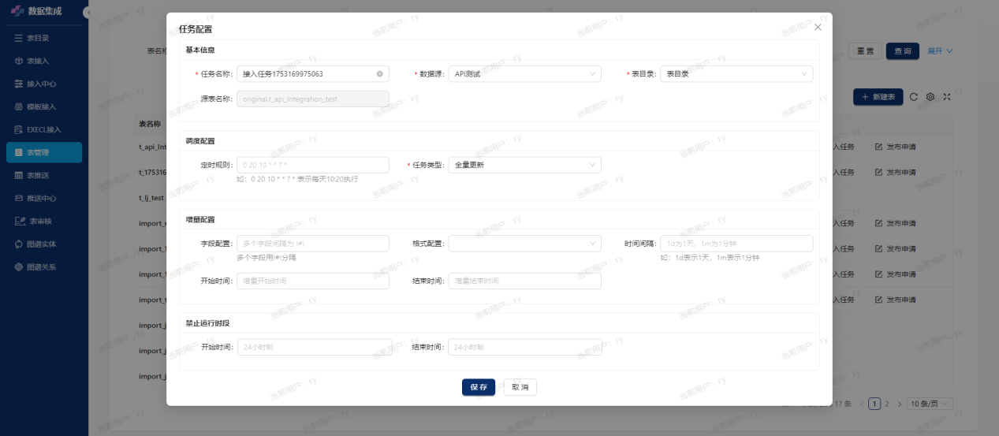 数据集成
表目录
表接入
接入中心
模板接入
EXECL接入
表管理
表推送
推送中心
表审核
图谱实体
图谱关系
表名称
重 置
查 询
展开
+ 新建表
表名称
t_api_Int
入任务 发布申请
t_175316
入任务 发布申请
t_lj_test
入任务 发布申请
import_1
入任务 发布申请
import_1
入任务 发布申请
入任务 发布申请
import_j
import_j
import_j
17 条 < 1 2 > 10 条/页
任务配置
基本信息
* 任务名称: 接入任务1753169975063
* 数据源: API测试
* 表目录: 表目录
源表名称: original.t_api_Integration_test
调度配置
定时规则: 0 20 10 * * ? *
* 任务类型: 全量更新
如：0 20 10 * * ? * 表示每天10:20执行
增量配置
字段配置: 多个字段间隔为 !#!
格式配置:
时间间隔: 1d为1天，1m为1分钟
多个字段用!#!分隔
如：1d表示1天，1m表示1分钟
开始时间: 增量开始时间
结束时间: 增量结束时间
禁止运行时段
开始时间: 24小时制
结束时间: 24小时制
保 存
取 消
当前用户：ry